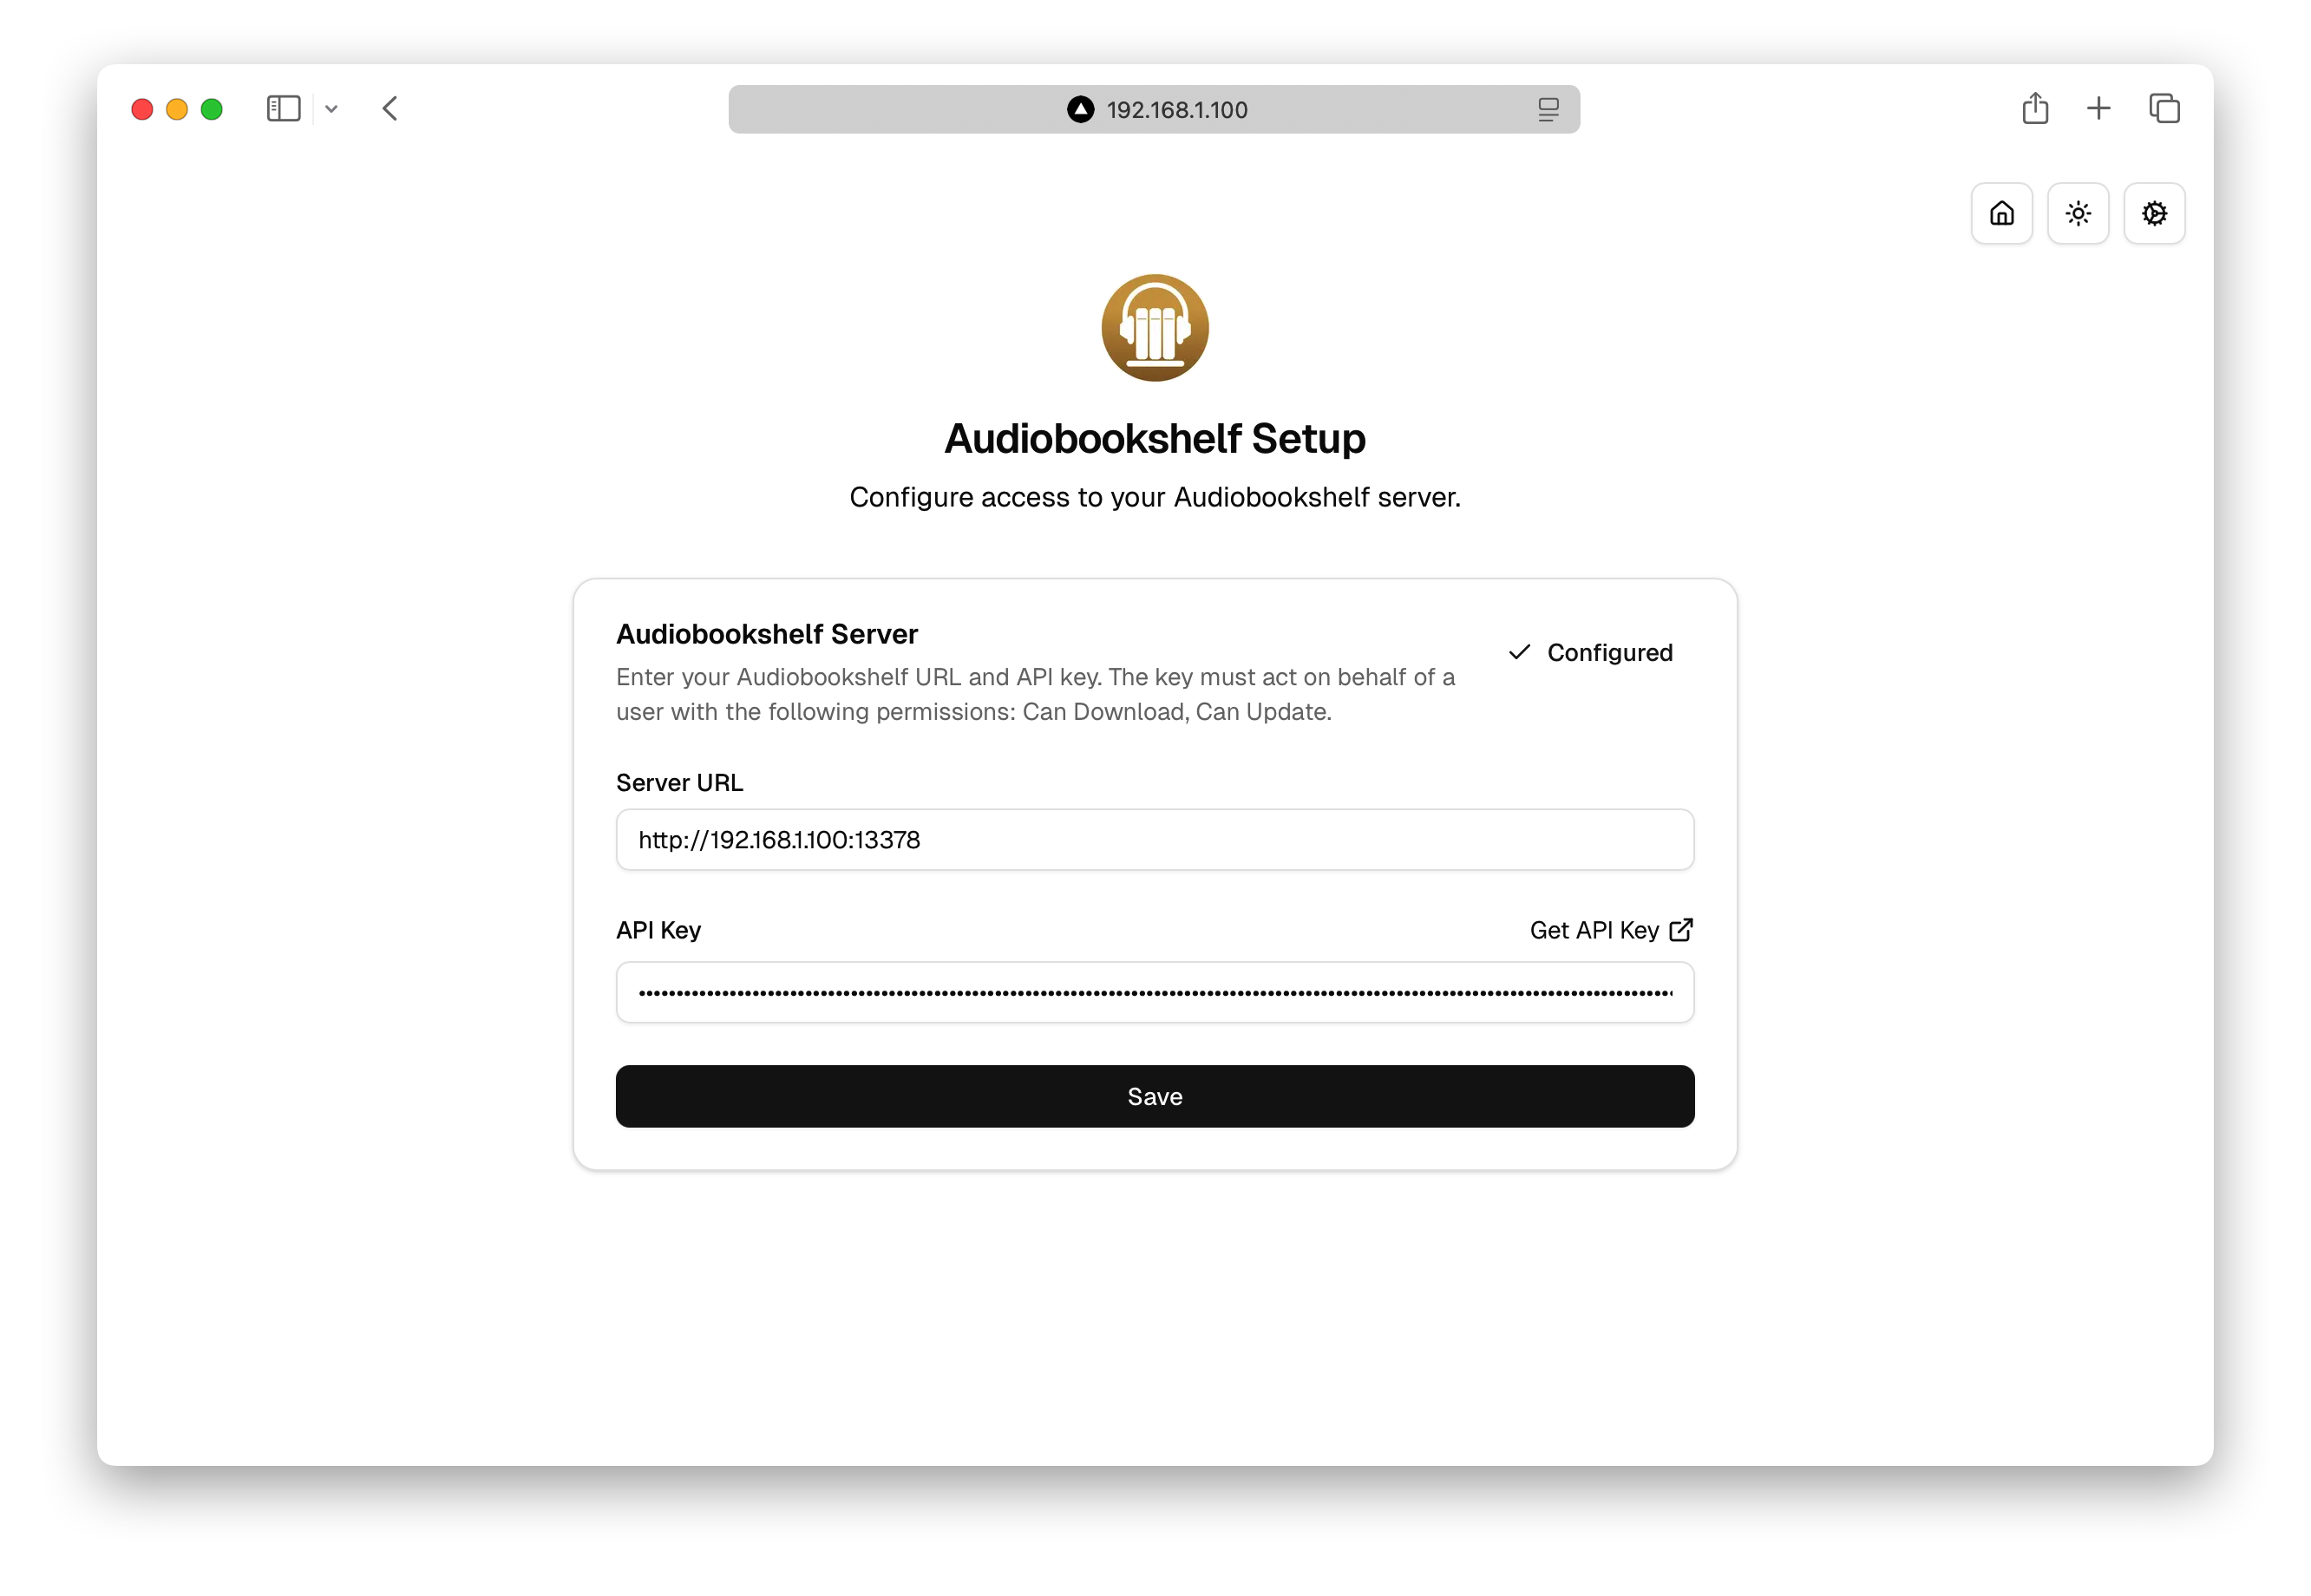 192.168.1.100
Audiobookshelf Setup
Configure access to your Audiobookshelf server.
Audiobookshelf Server
Configured
Enter your Audiobookshelf URL and API key. The key must act on behalf of a
user with the following permissions: Can Download, Can Update.
Server URL
http://192.168.1.100:13378
API Key
Get API Key
Save